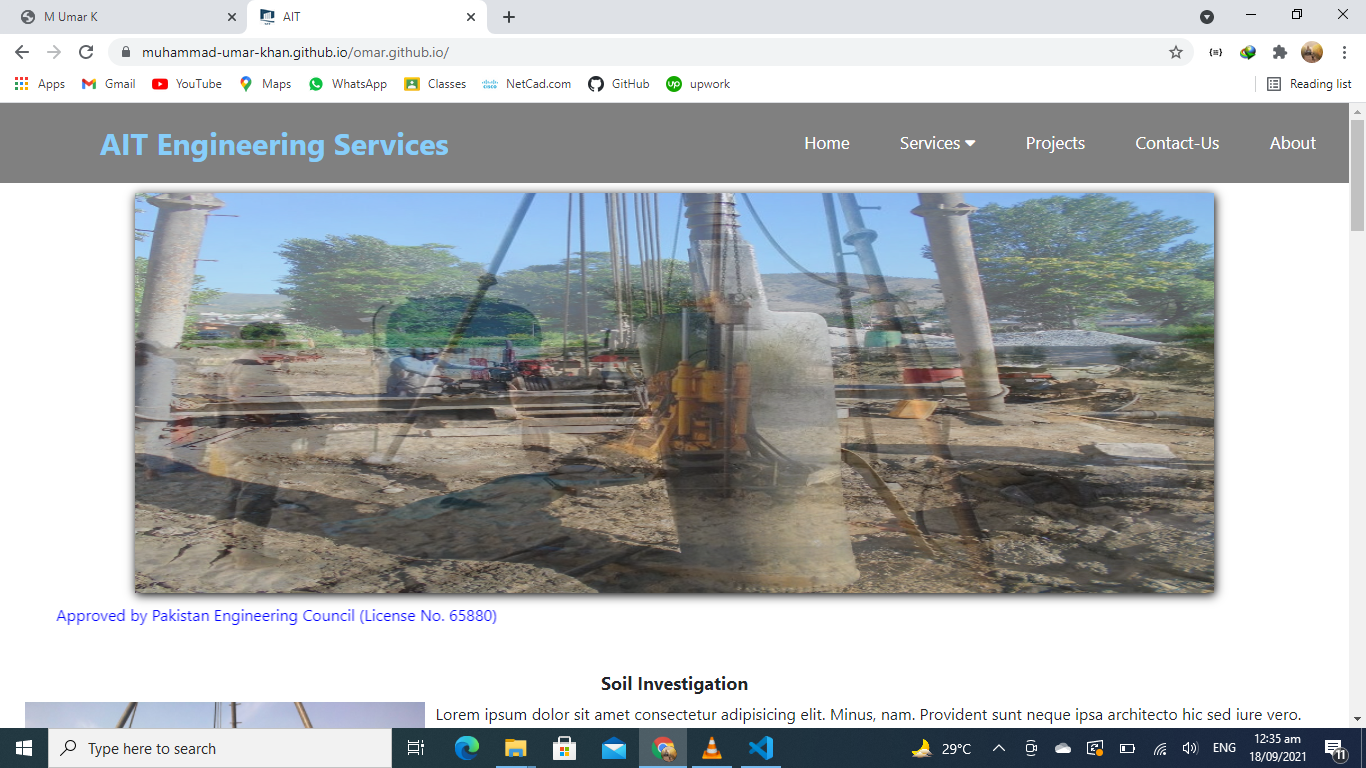 M Umar K
AIT
muhammad-umar-khan.github.io/omar.github.io/
Apps Gmail YouTube Maps WhatsApp Classes NetCad.com GitHub upwork Reading list
AIT Engineering Services
Home Services Projects Contact-Us About
Approved by Pakistan Engineering Council (License No. 65880)
Soil Investigation
Lorem ipsum dolor sit amet consectetur adipisicing elit. Minus, nam. Provident sunt neque ipsa architecto hic sed iure vero.
Type here to search
29°C
ENG
12:35 am
18/09/2021
11